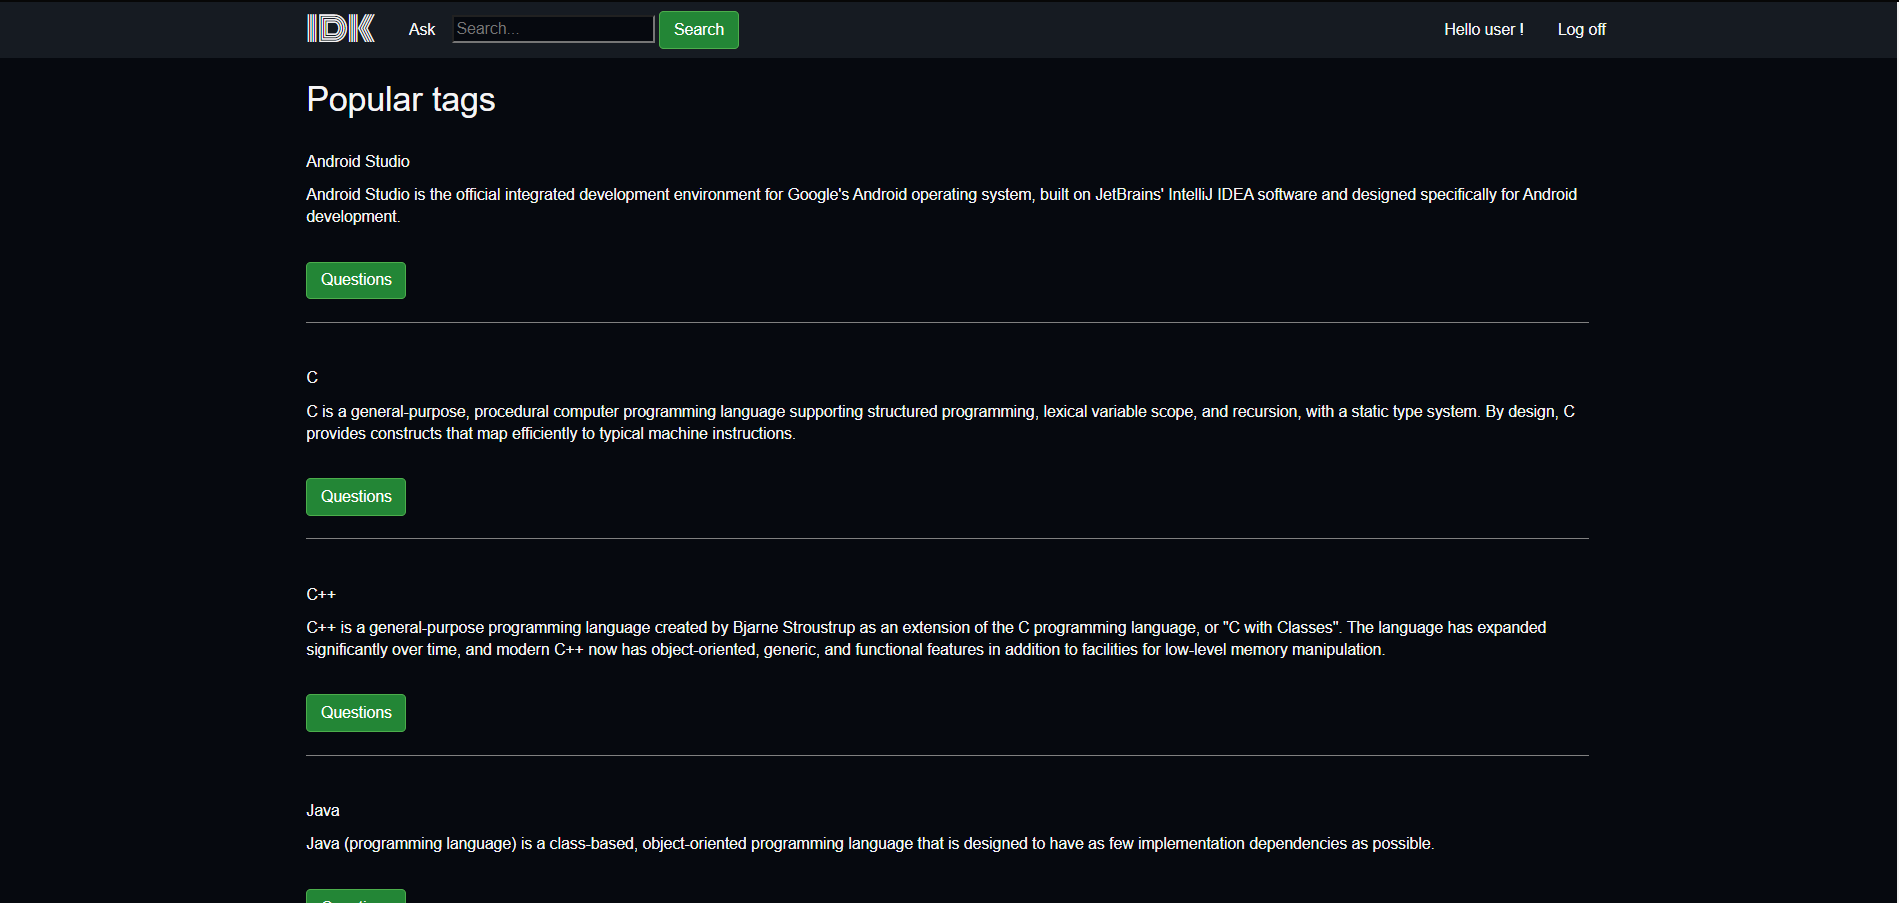 IDK Ask Search... Search Hello user ! Log off
Popular tags
Android Studio
Android Studio is the official integrated development environment for Google's Android operating system, built on JetBrains' IntelliJ IDEA software and designed specifically for Android
development.
Questions
C
C is a general-purpose, procedural computer programming language supporting structured programming, lexical variable scope, and recursion, with a static type system. By design, C
provides constructs that map efficiently to typical machine instructions.
Questions
C++
C++ is a general-purpose programming language created by Bjarne Stroustrup as an extension of the C programming language, or "C with Classes". The language has expanded
significantly over time, and modern C++ now has object-oriented, generic, and functional features in addition to facilities for low-level memory manipulation.
Questions
Java
Java (programming language) is a class-based, object-oriented programming language that is designed to have as few implementation dependencies as possible.